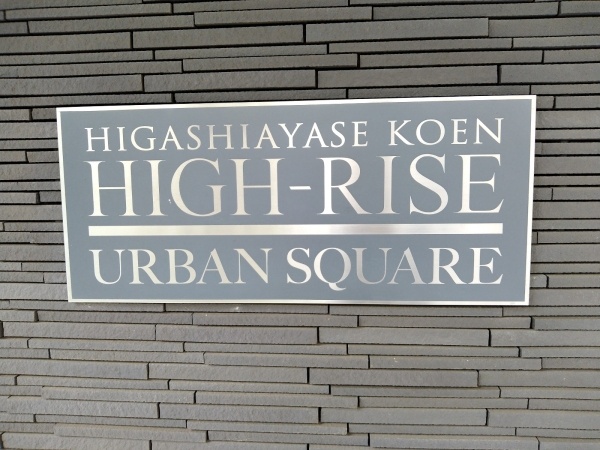 HIGASHIAYASE KOEN
HIGH-RISE
URBAN SQUARE